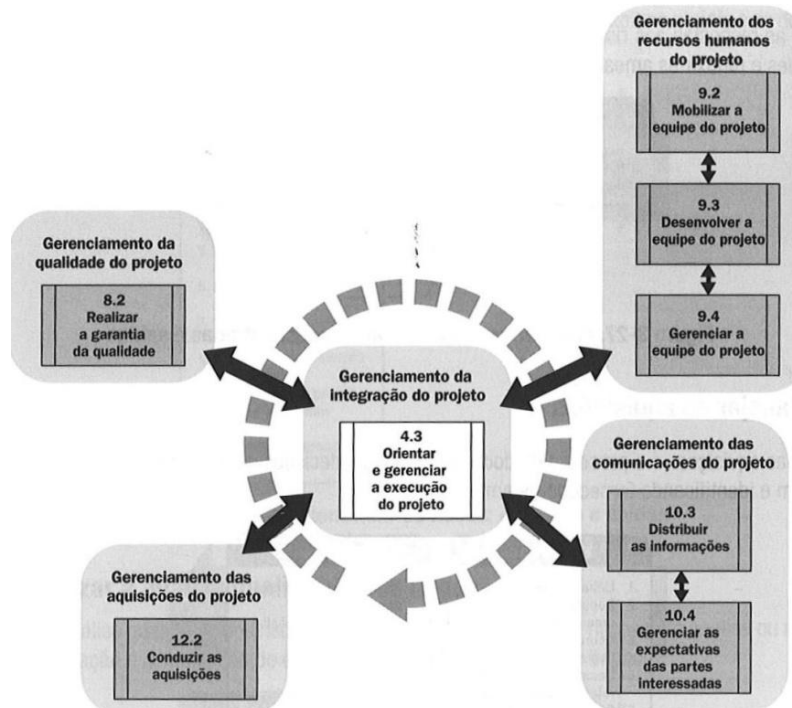 Gerenciamento dos
recursos humanos
do projeto
9.2
Mobilizar a
equipe do projeto
9.3
Desenvolver a
equipe do projeto
9.4
Gerenciar a
equipe do projeto
Gerenciamento da
qualidade do projeto
8.2
Realizar
a garantia
da qualidade
Gerenciamento da
integração do projeto
4.3
Orientar
e gerenciar
a execução
do projeto
Gerenciamento das
comunicações do projeto
10.3
Distribuir
as informações
10.4
Gerenciar as
expectativas
das partes
interessadas
Gerenciamento das
aquisições do projeto
12.2
Conduzir as
aquisições